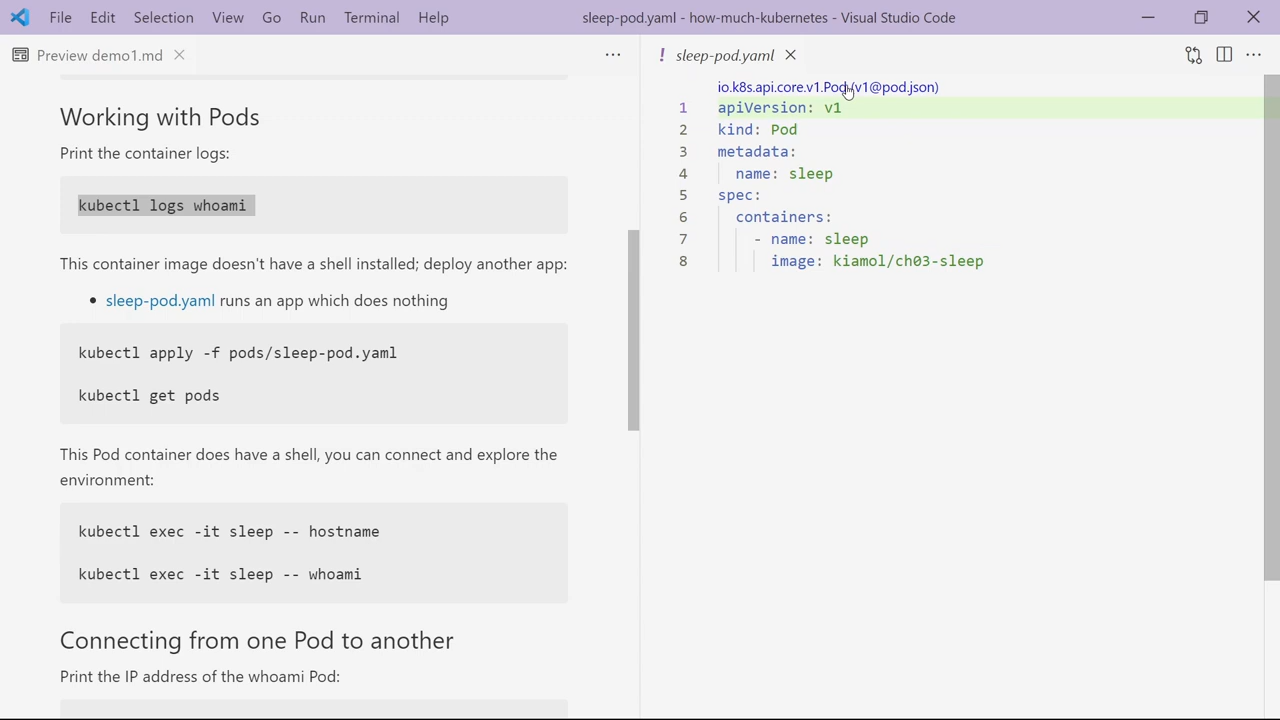 File Edit Selection View Go Run Terminal Help
sleep-pod.yaml - how-much-kubernetes - Visual Studio Code
Preview demo1.md
Working with Pods
Print the container logs:
kubectl logs whoami
This container image doesn't have a shell installed; deploy another app:
• sleep-pod.yaml runs an app which does nothing
kubectl apply -f pods/sleep-pod.yaml
kubectl get pods
This Pod container does have a shell, you can connect and explore the
environment:
kubectl exec -it sleep -- hostname
kubectl exec -it sleep -- whoami
Connecting from one Pod to another
Print the IP address of the whoami Pod:
! sleep-pod.yaml
io.k8s.api.core.v1.Pod (v1@pod.json)
1 apiVersion: v1
2 kind: Pod
3 metadata:
4 name: sleep
5 spec:
6 containers:
7 - name: sleep
8 image: kiamol/ch03-sleep